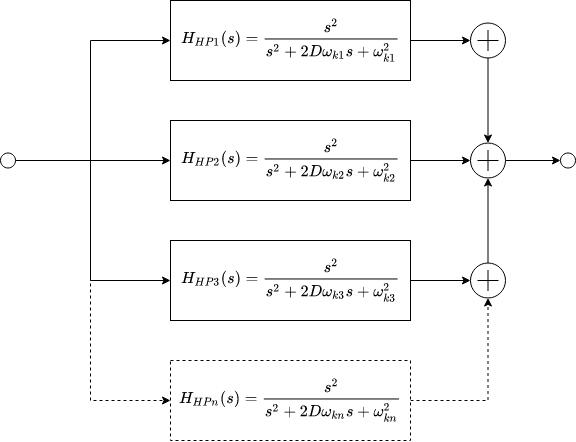 H_{HP1}(s) = \frac{s^2}{s^2 + 2D\omega_{k1}s + \omega_{k1}^2}
H_{HP2}(s) = \frac{s^2}{s^2 + 2D\omega_{k2}s + \omega_{k2}^2}
H_{HP3}(s) = \frac{s^2}{s^2 + 2D\omega_{k3}s + \omega_{k3}^2}
H_{HPn}(s) = \frac{s^2}{s^2 + 2D\omega_{kn}s + \omega_{kn}^2}